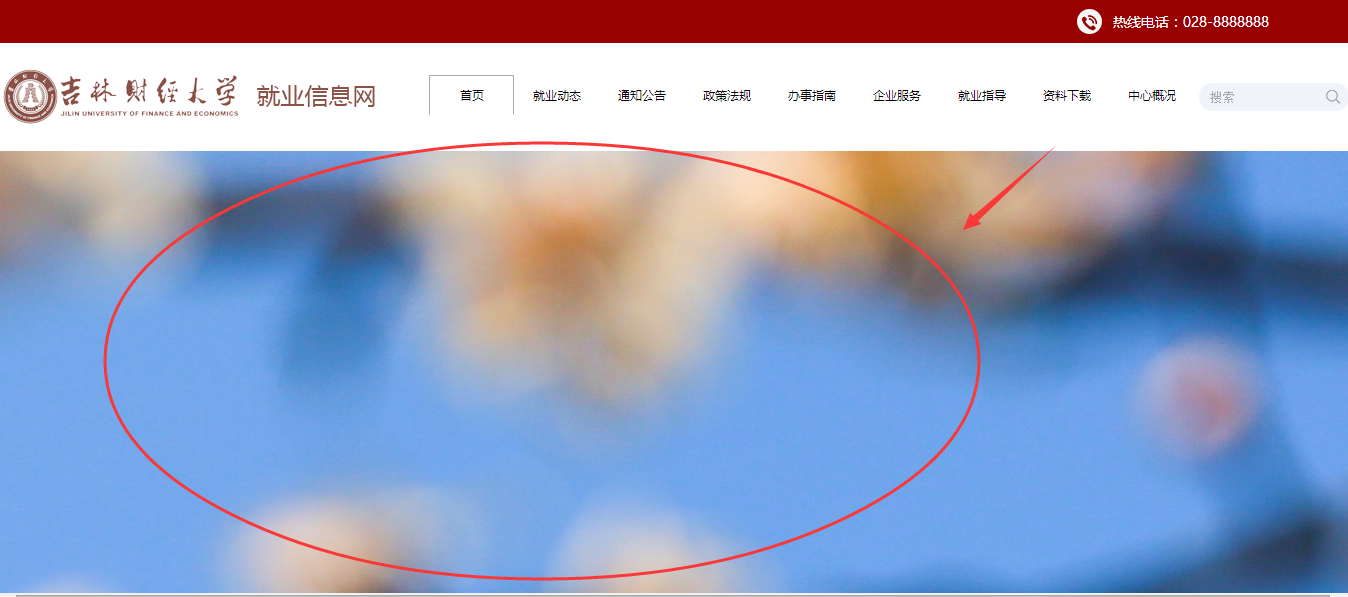 热线电话：028-8888888
吉林财经大学
JILIN UNIVERSITY OF FINANCE AND ECONOMICS
就业信息网
首页 就业动态 通知公告 政策法规 办事指南 企业服务 就业指导 资料下载 中心概况 搜索